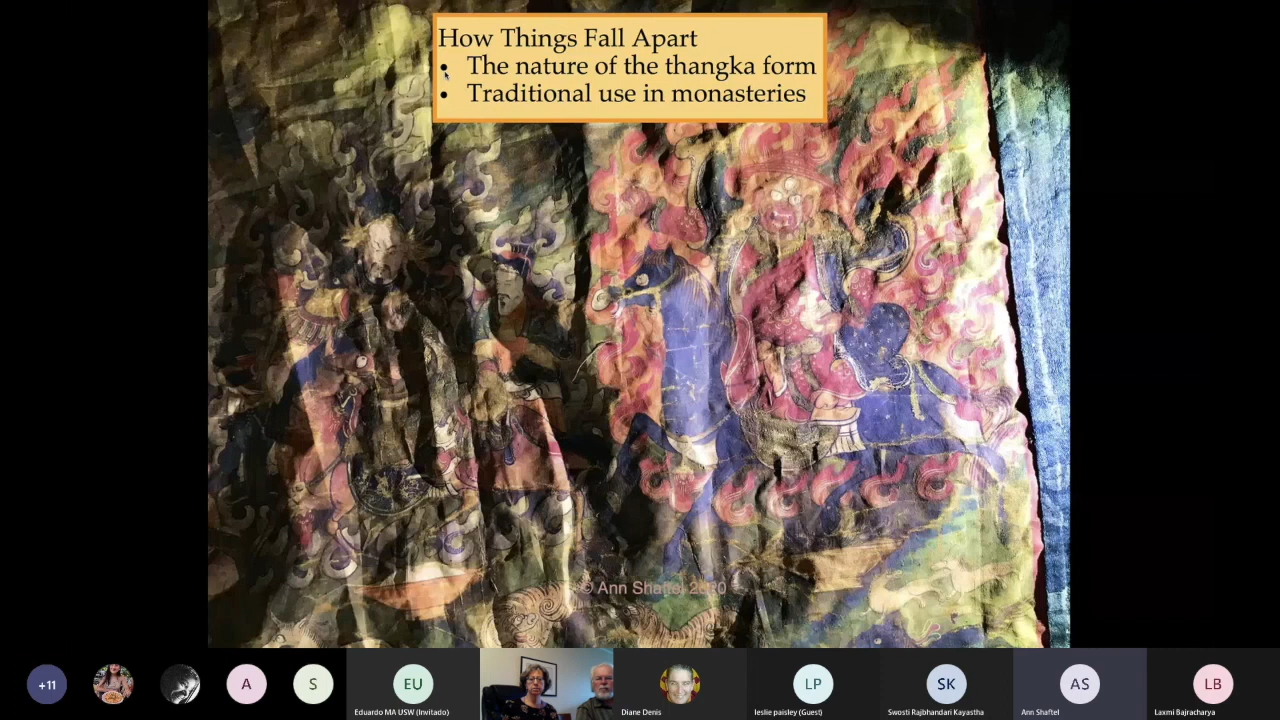 How Things Fall Apart
• The nature of the thangka form
• Traditional use in monasteries
© Ann Shaftel 2020
+11
A
S
EU
LP
SK
AS
LB
Eduardo MA USW (Invitado)
Diane Denis
leslie paisley (Guest)
Swosti Rajbhandari Kayastha
Ann Shaftel
Laxmi Bajracharya